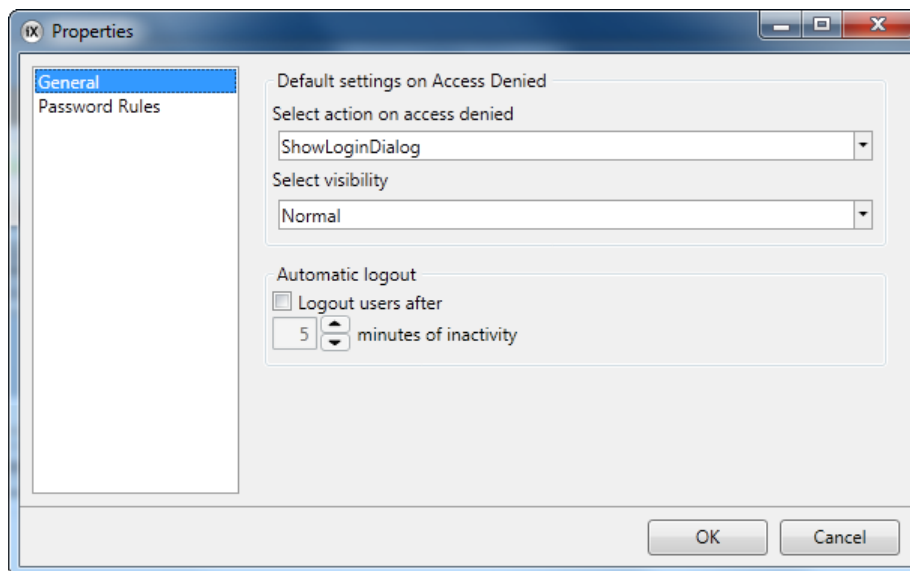 iX Properties
General
Password Rules
Default settings on Access Denied
Select action on access denied
ShowLoginDialog
Select visibility
Normal
Automatic logout
Logout users after
5 minutes of inactivity
OK Cancel